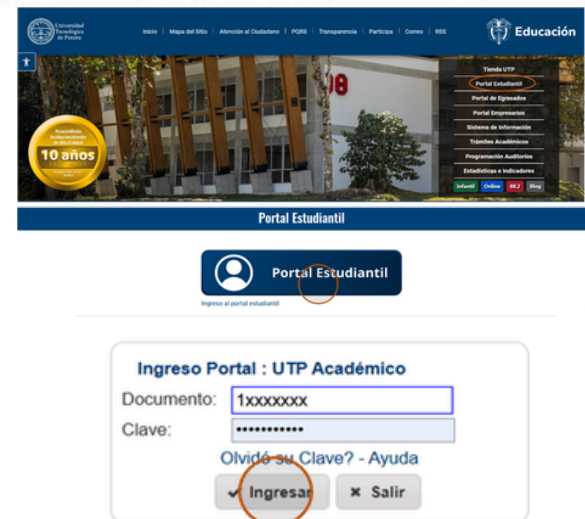 Universidad
Tecnológica
de Pereira
Inicio | Mapa del Sitio | Atención al Ciudadano | PQRS | Transparencia | Participa | Correo | RSS
Educación
Tienda UTP
Portal Estudiantil
Portal de Egresados
Portal Empresarios
Sistema de Información
Trámites Académicos
Programación Auditorios
Estadísticas e Indicadores
Infantil Online 88.2 Blog
10 años
Portal Estudiantil
Portal Estudiantil
Ingreso al portal estudiantil
Ingreso Portal : UTP Académico
Documento: 1xxxxxxx
Clave: •••••••••••
Olvidó su Clave? - Ayuda
✓ Ingresar ✖ Salir